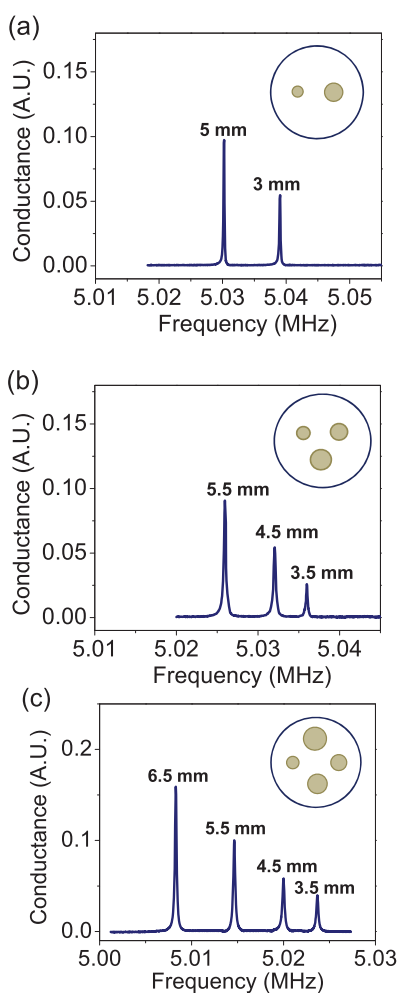 (a)
0.15
0.10
0.05
0.00
Conductance (A.U.)
5 mm
3 mm
5.01 5.02 5.03 5.04 5.05
Frequency (MHz)
(b)
0.15
0.10
0.05
0.00
Conductance (A.U.)
5.5 mm
4.5 mm
3.5 mm
5.01 5.02 5.03 5.04
Frequency (MHz)
(c)
0.2
0.1
0.0
Conductance (A.U.)
6.5 mm
5.5 mm
4.5 mm
3.5 mm
5.00 5.01 5.02 5.03
Frequency (MHz)